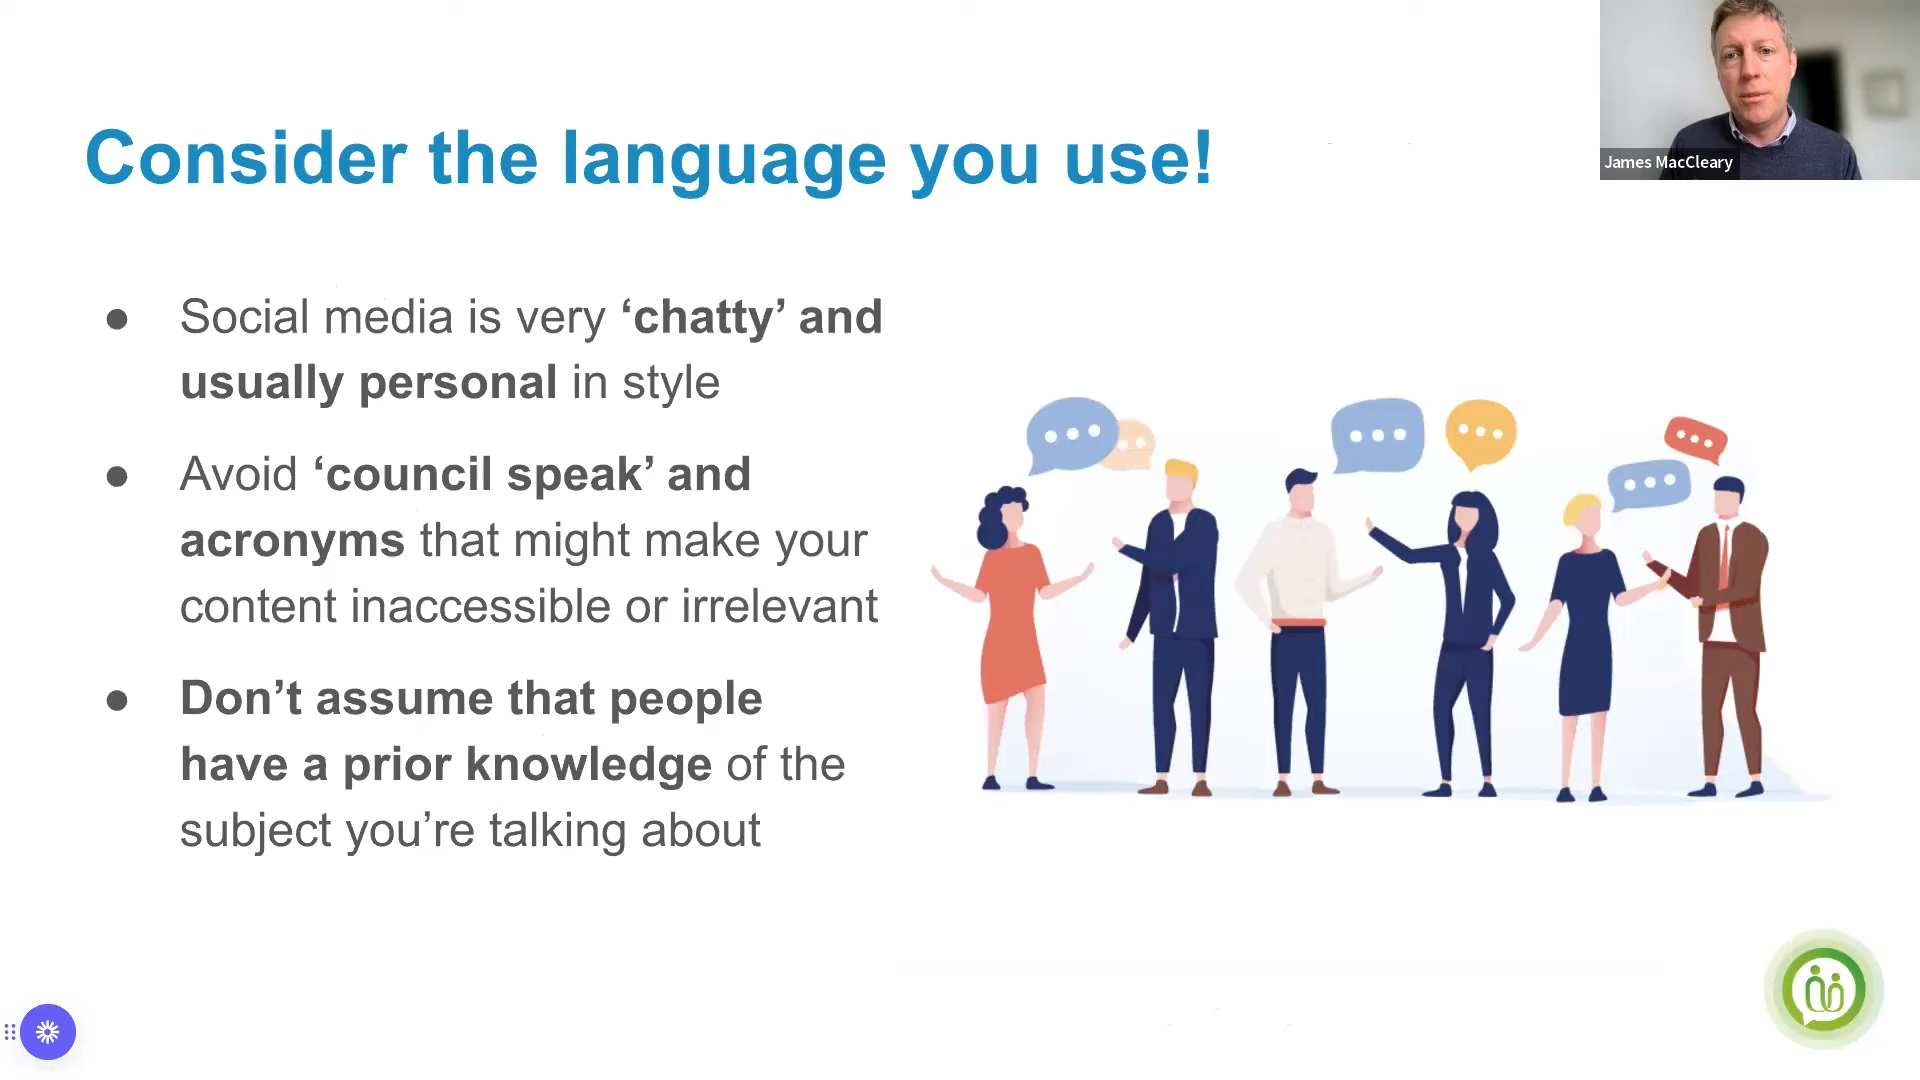 James MacCleary
Consider the language you use!
● Social media is very ‘chatty’ and
usually personal in style
● Avoid ‘council speak’ and
acronyms that might make your
content inaccessible or irrelevant
● Don’t assume that people
have a prior knowledge of the
subject you’re talking about